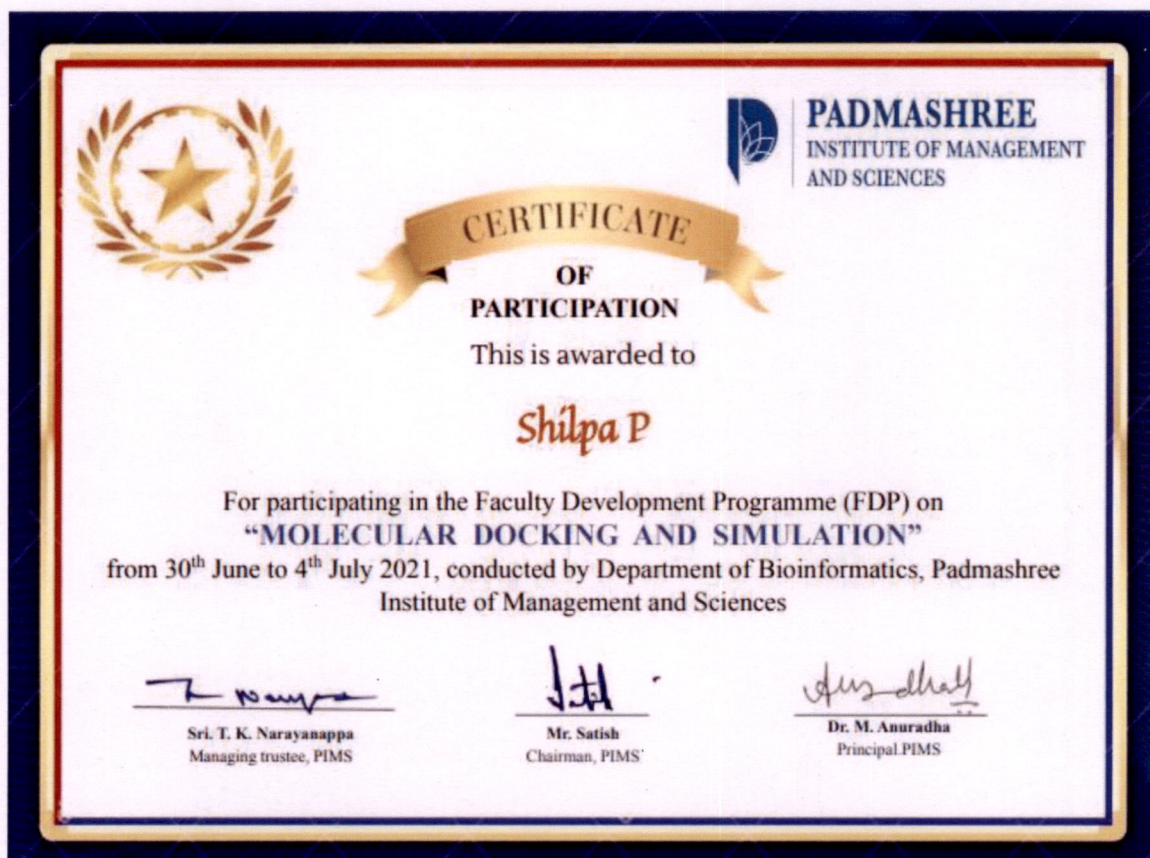 PADMASHREE
INSTITUTE OF MANAGEMENT
AND SCIENCES
CERTIFICATE
OF
PARTICIPATION
This is awarded to
Shilpa P
For participating in the Faculty Development Programme (FDP) on
“MOLECULAR DOCKING AND SIMULATION”
from 30th June to 4th July 2021, conducted by Department of Bioinformatics, Padmashree
Institute of Management and Sciences
Sri. T. K. Narayanappa
Managing trustee, PIMS
Mr. Satish
Chairman, PIMS
Dr. M. Anuradha
Principal.PIMS